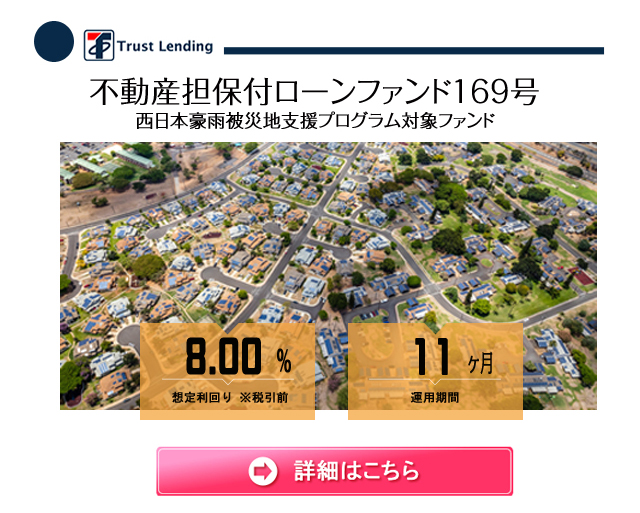 Trust Lending
不動産担保付ローンファンド169号
西日本豪雨被災地支援プログラム対象ファンド
8.00 %
想定利回り ※税引前
11 ヶ月
運用期間
詳細はこちら